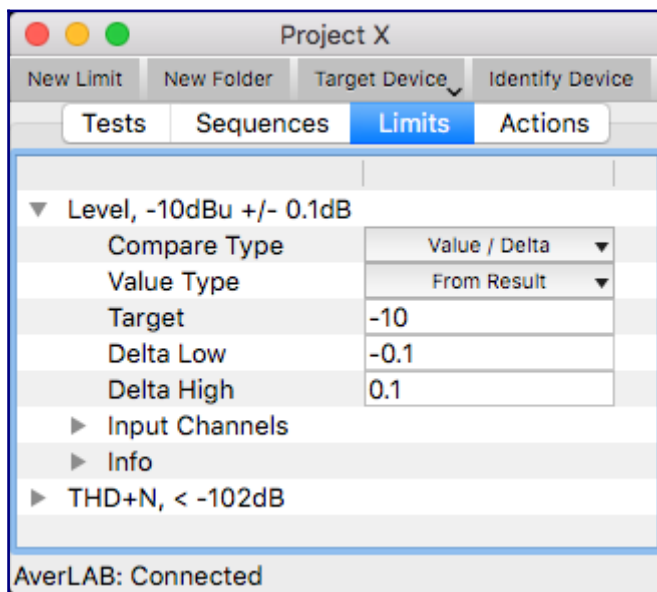 Project X
New Limit New Folder Target Device Identify Device
Tests Sequences Limits Actions
Level, -10dBu +/- 0.1dB
Compare Type Value / Delta
Value Type From Result
Target -10
Delta Low -0.1
Delta High 0.1
Input Channels
Info
THD+N, < -102dB
AverLAB: Connected